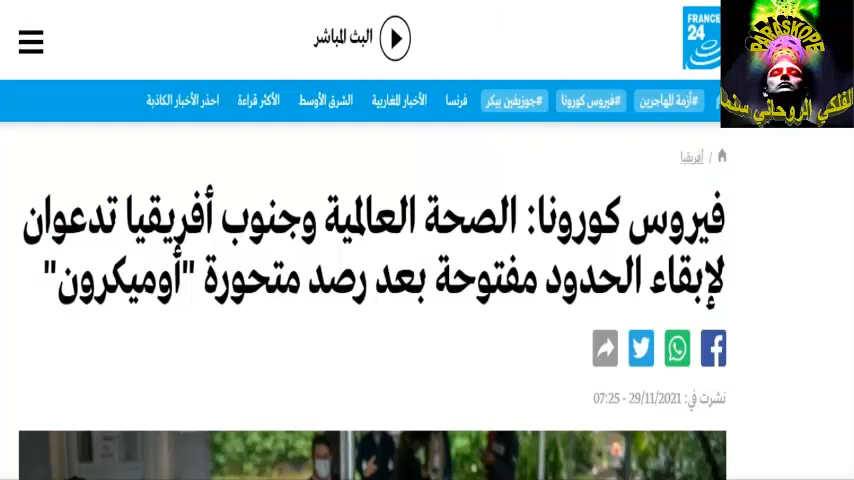 FRANCE
24
البث المباشر
PARASKOPE
الفلكي الروحاني سنهجا
#أزمة المهاجرين #فيروس كورونا #جوزيفين بيكر فرنسا الأخبار المغاربية الشرق الأوسط الأكثر قراءة احذر الأخبار الكاذبة
/ أفريقيا
فيروس كورونا: الصحة العالمية وجنوب أفريقيا تدعوان
لإبقاء الحدود مفتوحة بعد رصد متحورة "أوميكرون"
نشرت في: 29/11/2021 - 07:25